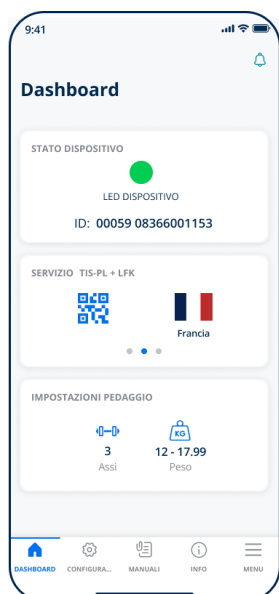 9:41
Dashboard
STATO DISPOSITIVO
LED DISPOSITIVO
ID: 00059 08366001153
SERVIZIO TIS-PL + LFK
Francia
IMPOSTAZIONI PEDAGGIO
KG
3 12 - 17.99
Assi Peso
DASHBOARD CONFIGURA... MANUALI INFO MENU